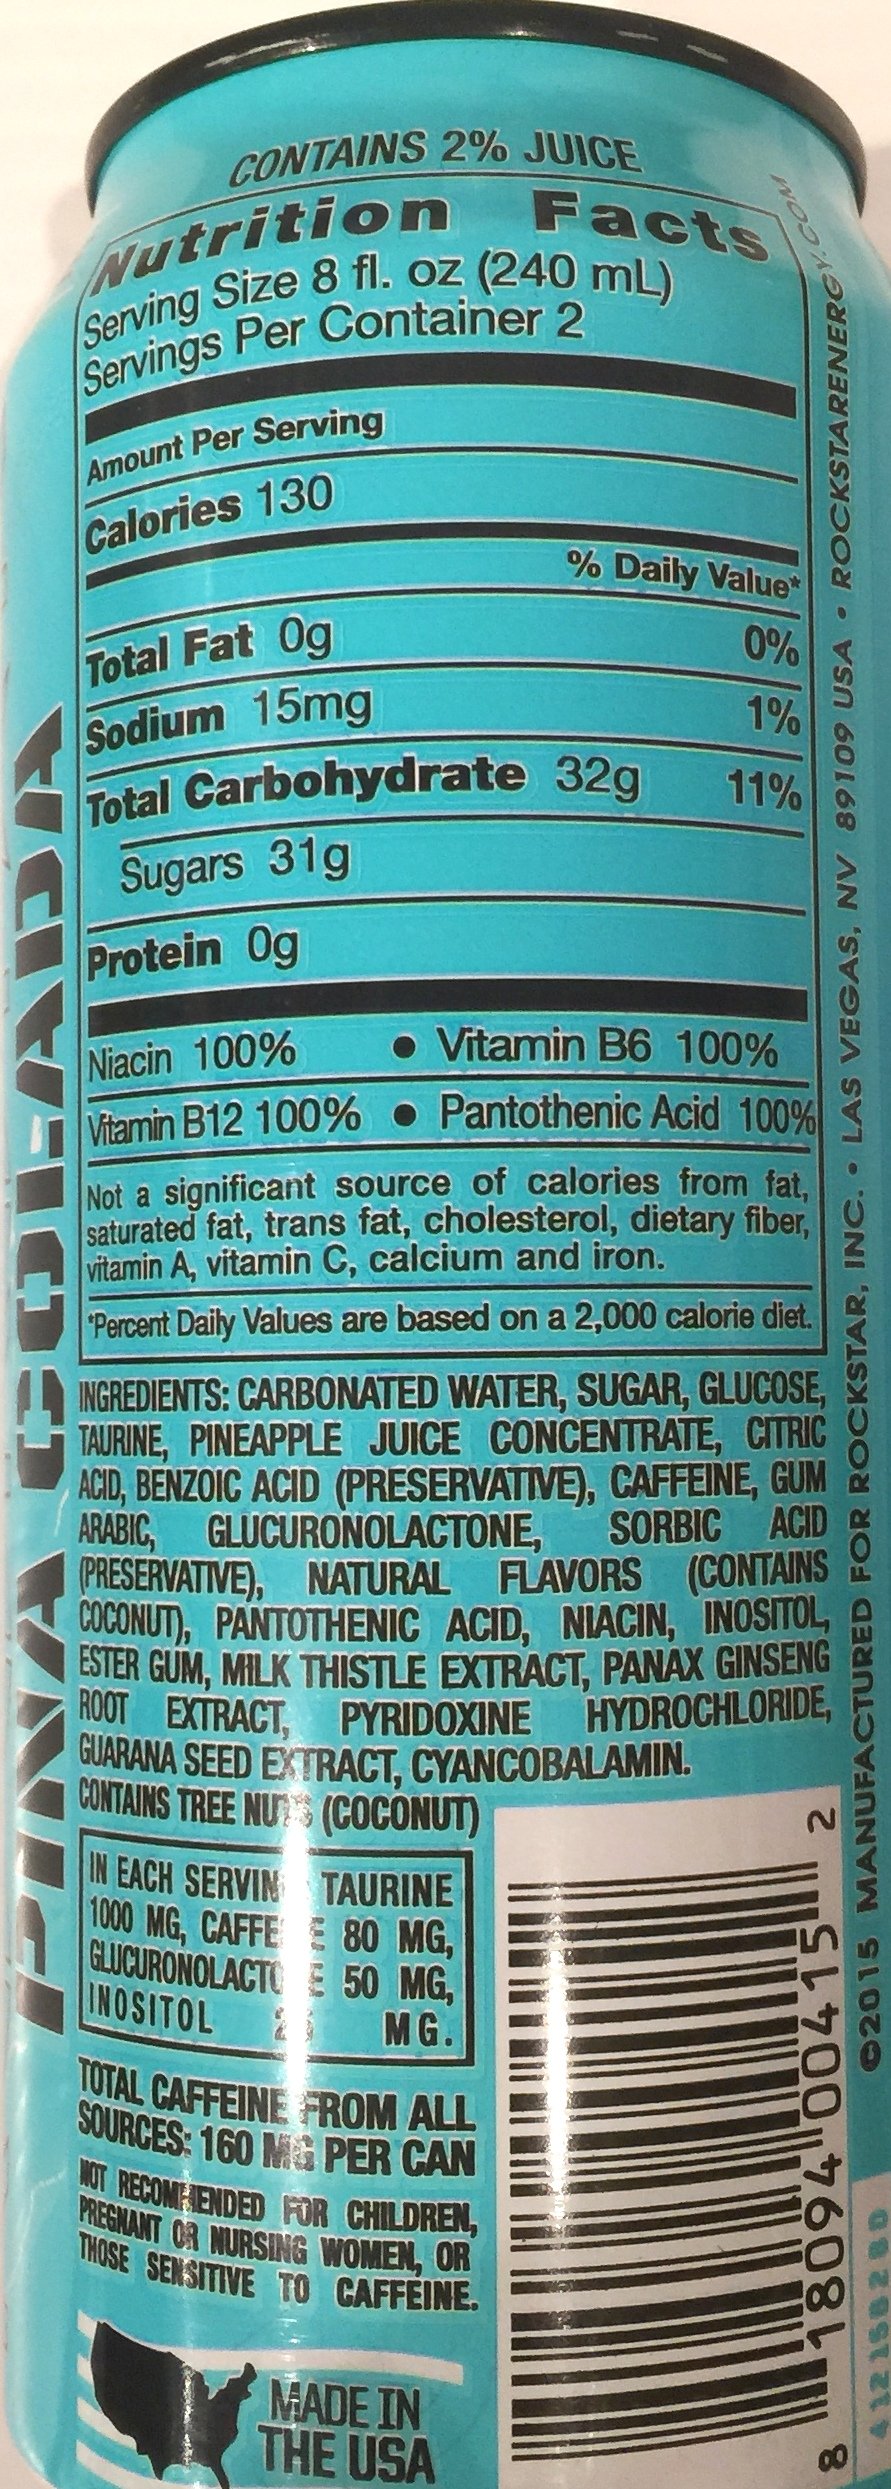 CONTAINS 2% JUICE
Nutrition Facts
Serving Size 8 fl. oz (240 mL)
Servings Per Container 2
Amount Per Serving
Calories 130
% Daily Value*
Total Fat 0g 0%
Sodium 15mg 1%
Total Carbohydrate 32g 11%
Sugars 31g
Protein 0g
Niacin 100% • Vitamin B6 100%
Vitamin B12 100% • Pantothenic Acid 100%
Not a significant source of calories from fat,
saturated fat, trans fat, cholesterol, dietary fiber,
vitamin A, vitamin C, calcium and iron.
*Percent Daily Values are based on a 2,000 calorie diet.
INGREDIENTS: CARBONATED WATER, SUGAR, GLUCOSE,
TAURINE, PINEAPPLE JUICE CONCENTRATE, CITRIC
ACID, BENZOIC ACID (PRESERVATIVE), CAFFEINE, GUM
ARABIC, GLUCURONOLACTONE, SORBIC ACID
(PRESERVATIVE), NATURAL FLAVORS (CONTAINS
COCONUT), PANTOTHENIC ACID, NIACIN, INOSITOL,
ESTER GUM, MILK THISTLE EXTRACT, PANAX GINSENG
ROOT EXTRACT, PYRIDOXINE HYDROCHLORIDE,
GUARANA SEED EXTRACT, CYANCOBALAMIN.
CONTAINS TREE NUTS (COCONUT)
IN EACH SERVING TAURINE
1000 MG, CAFFEINE 80 MG,
GLUCURONOLACTONE 50 MG,
INOSITOL MG.
TOTAL CAFFEINE FROM ALL
SOURCES: 160 MG PER CAN
NOT RECOMMENDED FOR CHILDREN,
PREGNANT OR NURSING WOMEN, OR
THOSE SENSITIVE TO CAFFEINE.
MADE IN
THE USA
8 18094 00415 2
©2015 MANUFACTURED FOR ROCKSTAR, INC. • LAS VEGAS, NV 89109 USA • ROCKSTARENERGY.COM
PINA COLADA